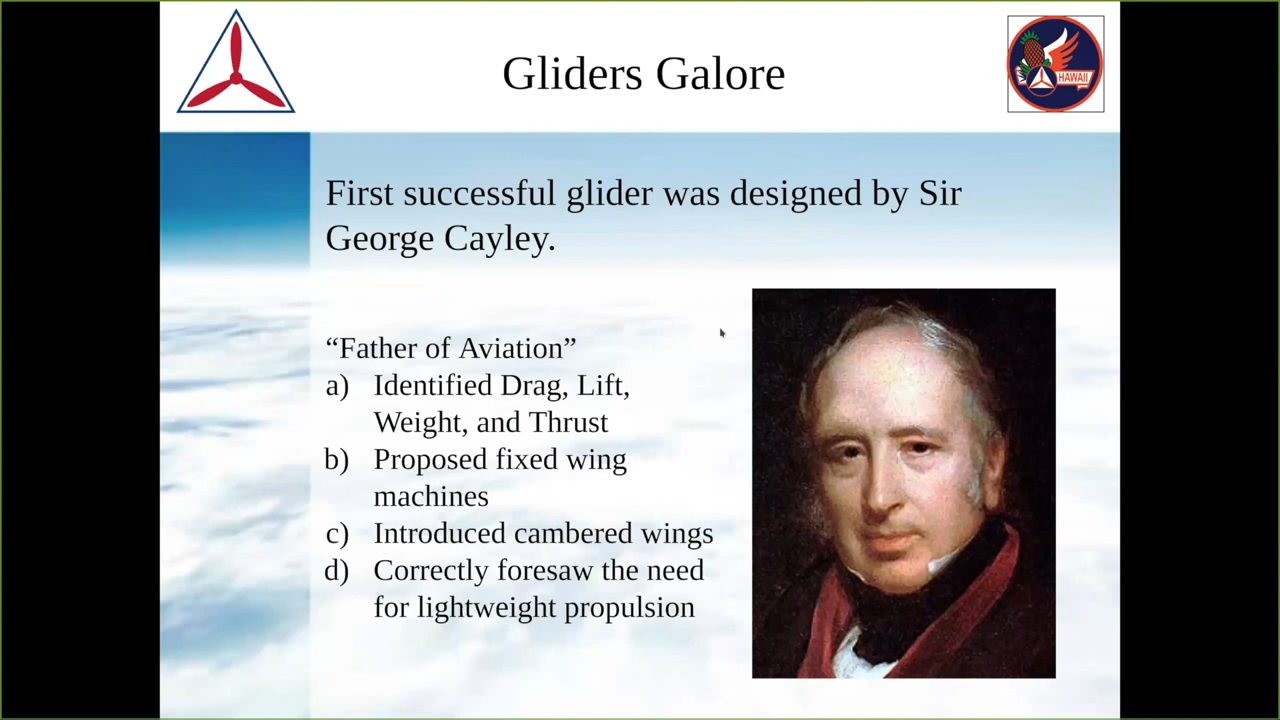 Gliders Galore
HAWAII
First successful glider was designed by Sir
George Cayley.
“Father of Aviation”
a) Identified Drag, Lift,
Weight, and Thrust
b) Proposed fixed wing
machines
c) Introduced cambered wings
d) Correctly foresaw the need
for lightweight propulsion